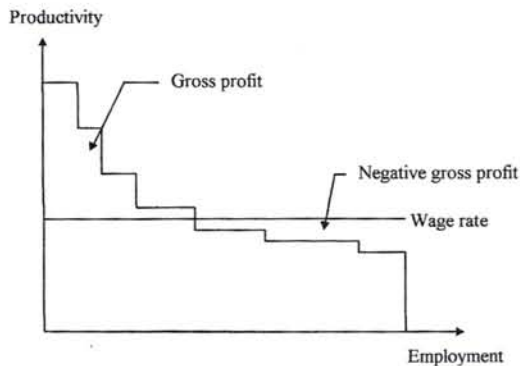 Productivity
Gross profit
Negative gross profit
Wage rate
Employment